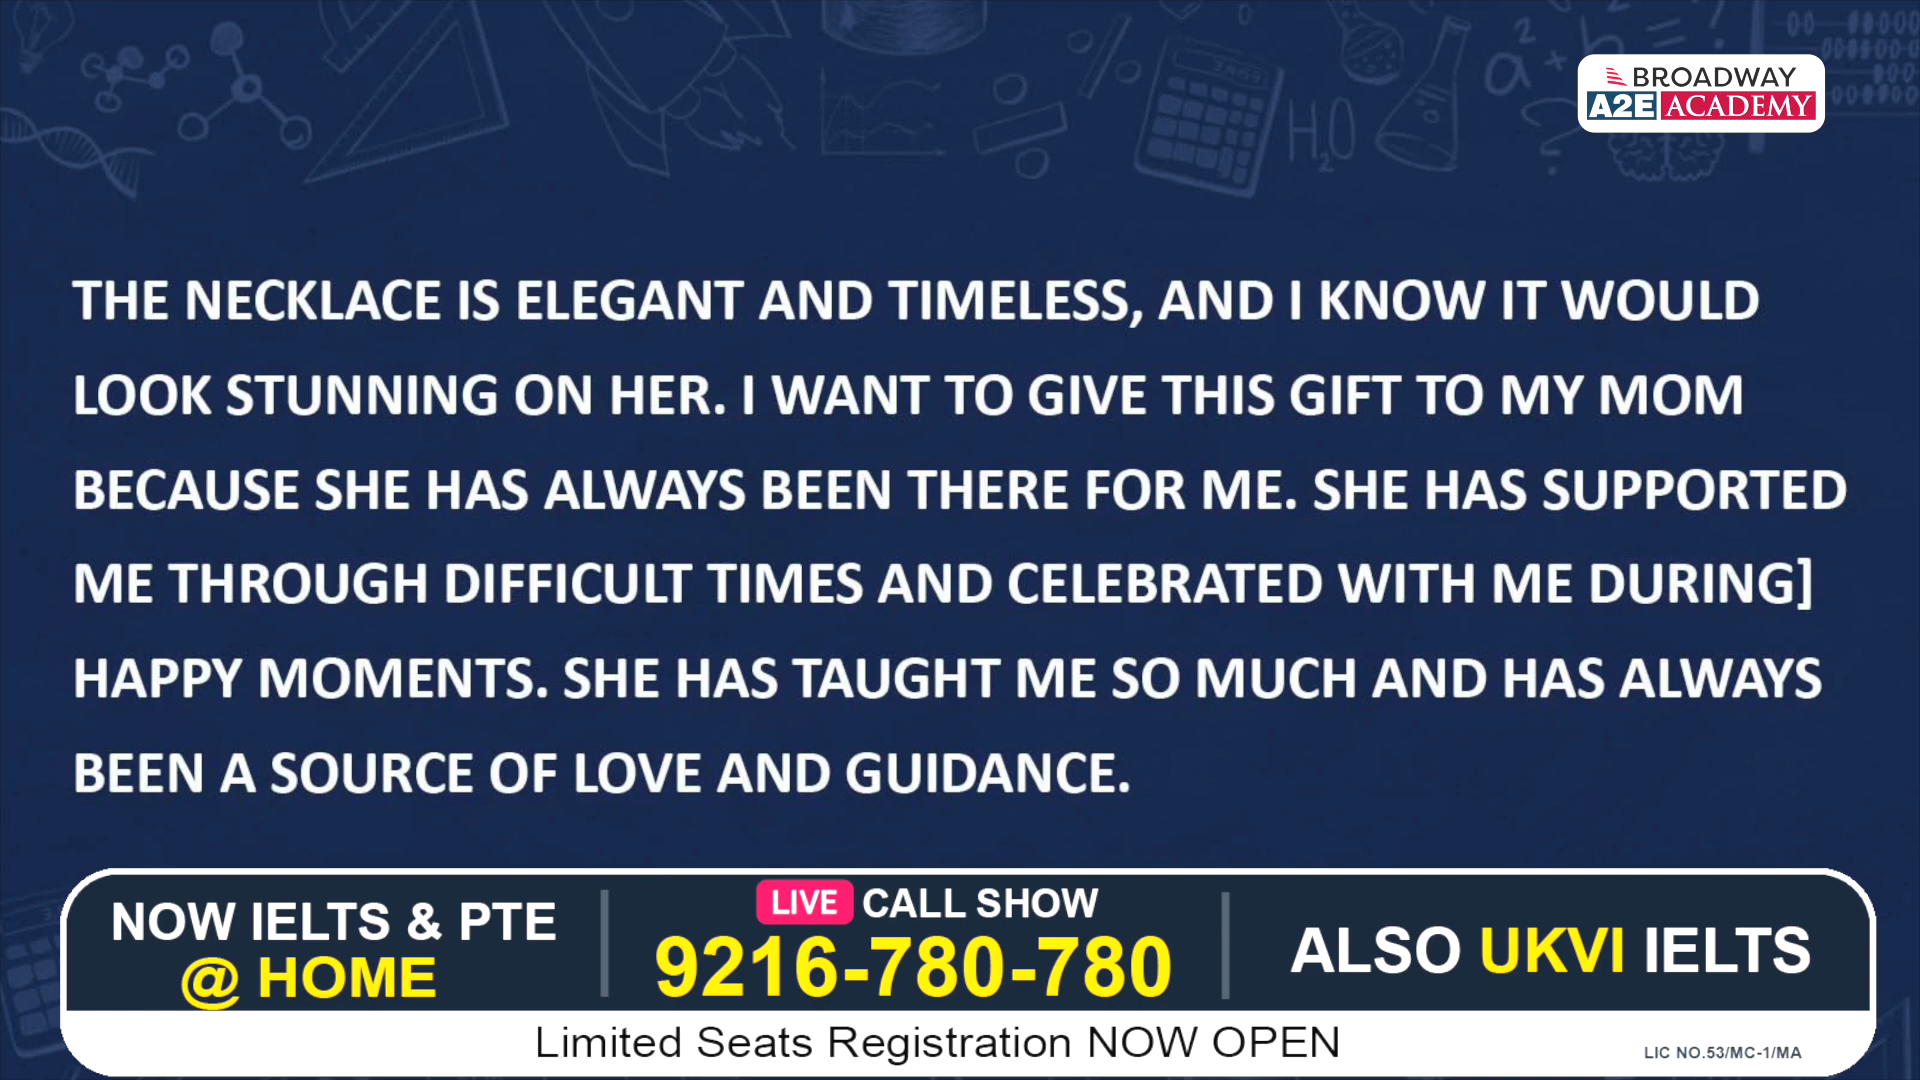 BROADWAY
A2E ACADEMY
THE NECKLACE IS ELEGANT AND TIMELESS, AND I KNOW IT WOULD
LOOK STUNNING ON HER. I WANT TO GIVE THIS GIFT TO MY MOM
BECAUSE SHE HAS ALWAYS BEEN THERE FOR ME. SHE HAS SUPPORTED
ME THROUGH DIFFICULT TIMES AND CELEBRATED WITH ME DURING]
HAPPY MOMENTS. SHE HAS TAUGHT ME SO MUCH AND HAS ALWAYS
BEEN A SOURCE OF LOVE AND GUIDANCE.
NOW IELTS & PTE
@ HOME
LIVE CALL SHOW
9216-780-780
ALSO UKVI IELTS
Limited Seats Registration NOW OPEN
LIC NO.53/MC-1/MA
H₂O